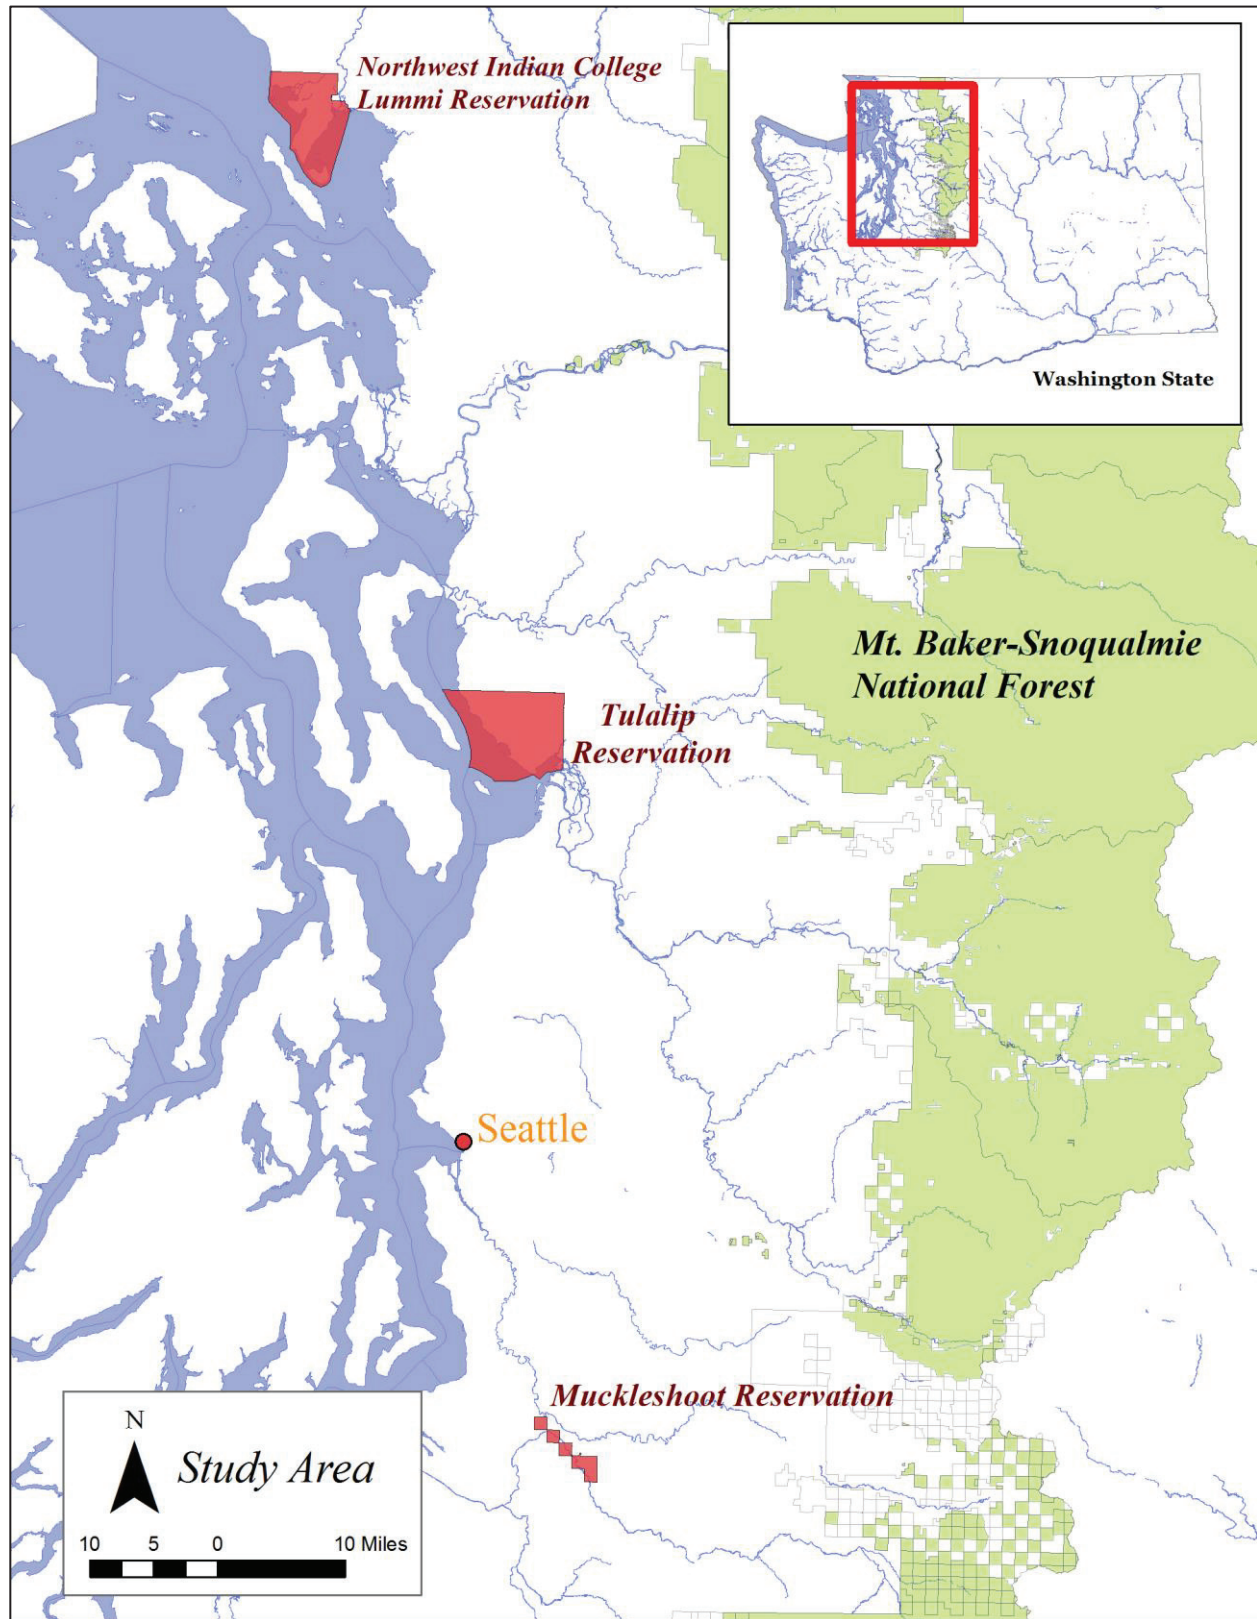 Northwest Indian College
Lummi Reservation
Washington State
Mt. Baker-Snoqualmie
National Forest
Tulalip
Reservation
Seattle
Muckleshoot Reservation
N
Study Area
10 5 0 10 Miles